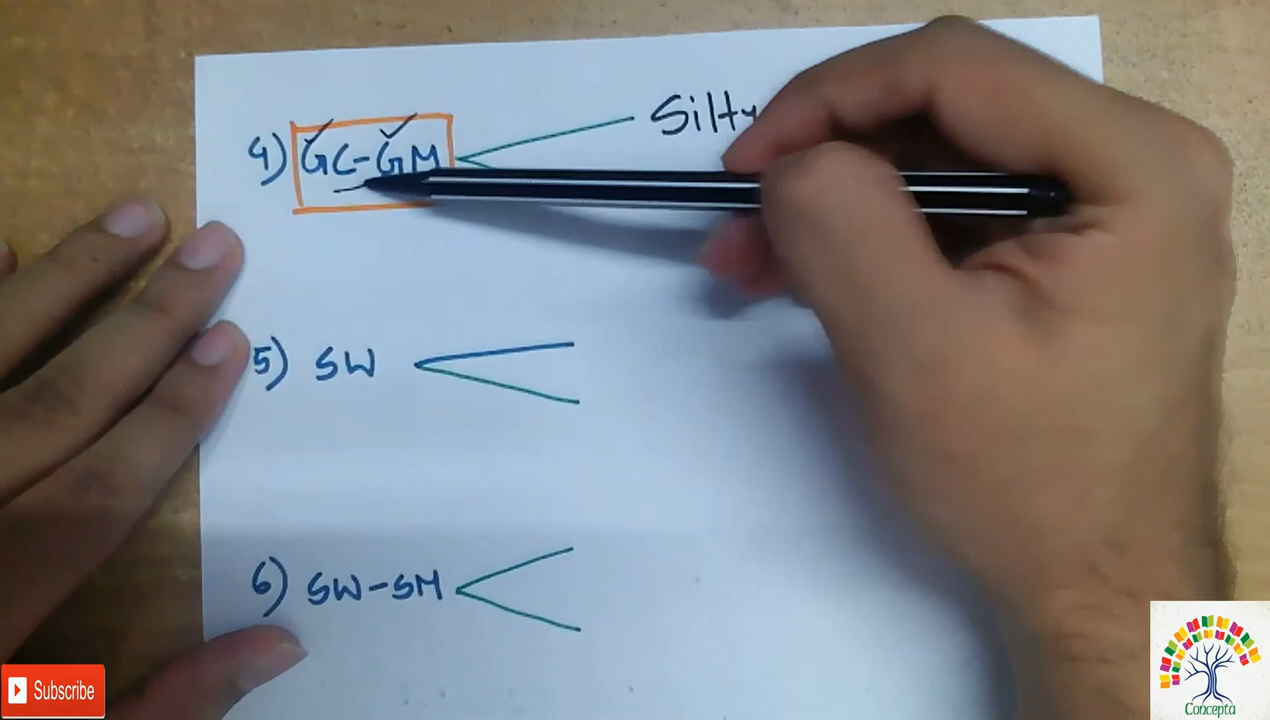 4) GC-GM
Silty
5) SW
6) SW-SM
Subscribe
Concepta